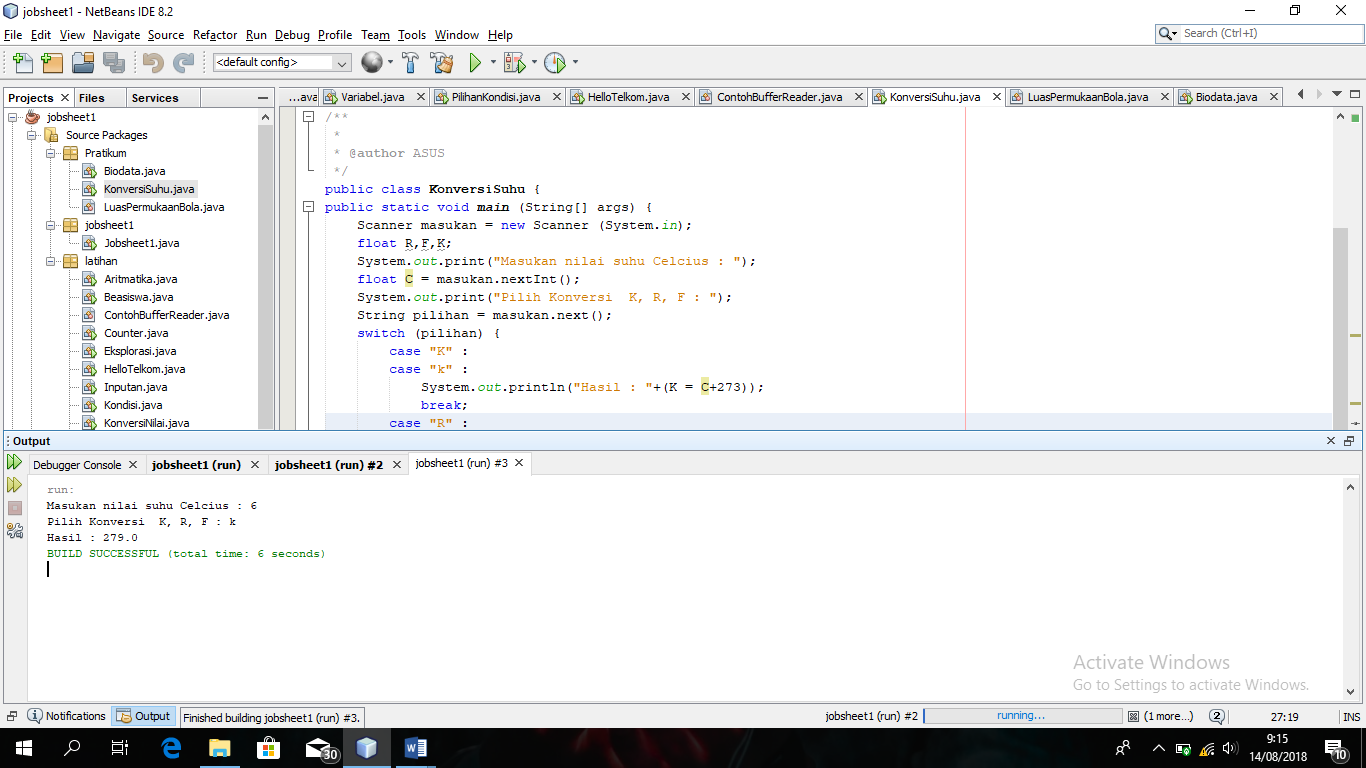 jobsheet1 - NetBeans IDE 8.2
File Edit View Navigate Source Refactor Run Debug Profile Team Tools Window Help
Search (Ctrl+I)
<default config>
Projects Files Services
...ava Variabel.java PilihanKondisi.java HelloTelkom.java ContohBufferReader.java KonversiSuhu.java LuasPermukaanBola.java Biodata.java
jobsheet1
Source Packages
Pratikum
Biodata.java
KonversiSuhu.java
LuasPermukaanBola.java
jobsheet1
Jobsheet1.java
latihan
Aritmatika.java
Beasiswa.java
ContohBufferReader.java
Counter.java
Eksplorasi.java
HelloTelkom.java
Inputan.java
Kondisi.java
KonversiNilai.java
/**
*
* @author ASUS
*/
public class KonversiSuhu {
public static void main (String[] args) {
Scanner masukan = new Scanner (System.in);
float R,F,K;
System.out.print("Masukan nilai suhu Celcius : ");
float C = masukan.nextInt();
System.out.print("Pilih Konversi  K, R, F : ");
String pilihan = masukan.next();
switch (pilihan) {
case "K" :
case "k" :
System.out.println("Hasil : "+(K = C+273));
break;
case "R" :
Output
Debugger Console jobsheet1 (run) jobsheet1 (run) #2 jobsheet1 (run) #3
run:
Masukan nilai suhu Celcius : 6
Pilih Konversi  K, R, F : k
Hasil : 279.0
BUILD SUCCESSFUL (total time: 6 seconds)
Activate Windows
Go to Settings to activate Windows.
Notifications Output Finished building jobsheet1 (run) #3. jobsheet1 (run) #2 running... (1 more...) 2 27:19 INS
30
9:15
14/08/2018
10